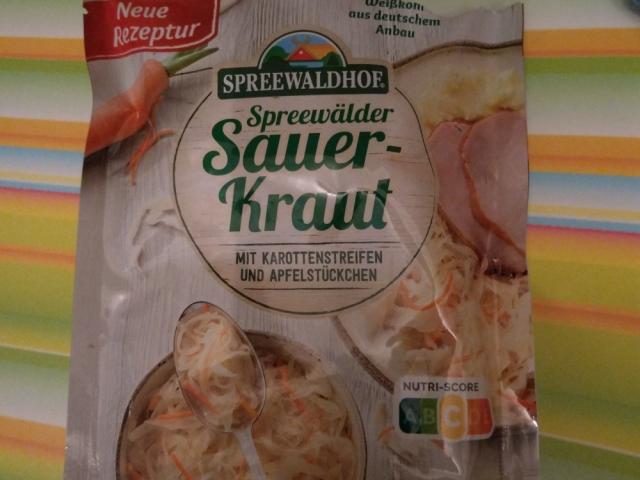 Neue
Rezeptur
Weißkohl
aus deutschem
Anbau
SPREEWALDHOF.
Spreewälder
Sauer-
Kraut
MIT KAROTTENSTREIFEN
UND APFELSTÜCKCHEN
NUTRI-SCORE
A B C D E